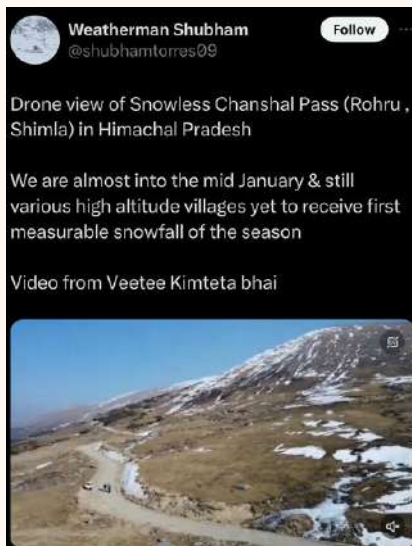 Weatherman Shubham
Follow
@shubhamtorres09
Drone view of Snowless Chanshal Pass (Rohru ,
Shimla) in Himachal Pradesh
We are almost into the mid January & still
various high altitude villages yet to receive first
measurable snowfall of the season
Video from Veetee Kimteta bhai